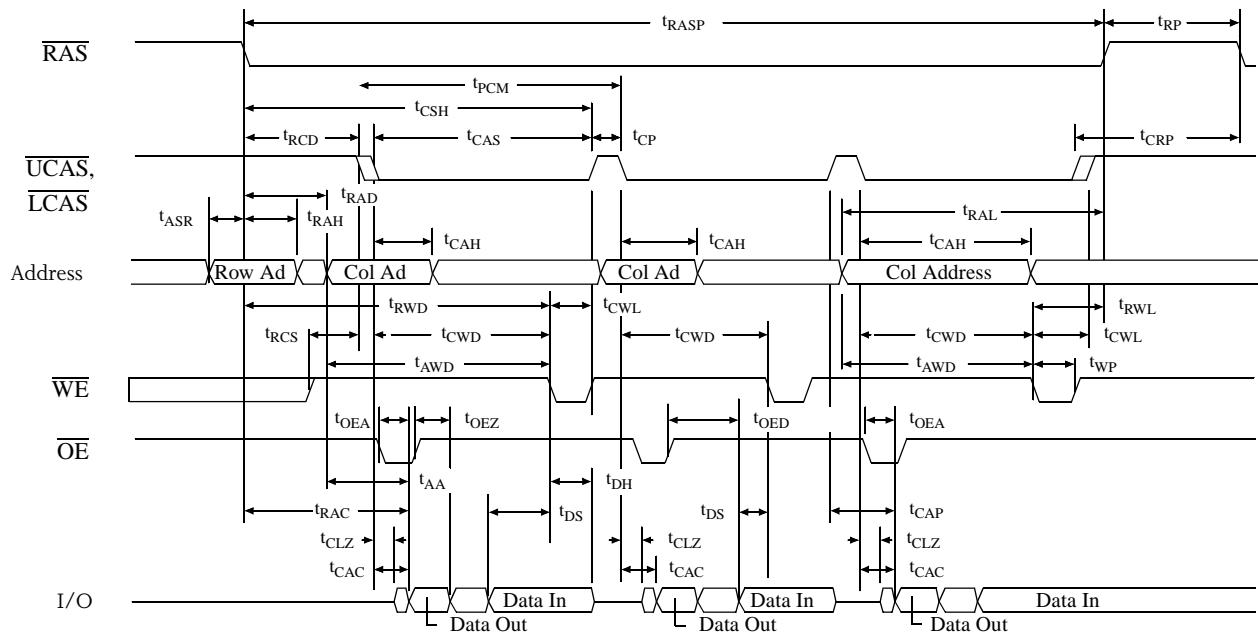 tRASP tRP
RAS
tPCM
tCSH
tRCD tCAS tCP tCRP
UCAS,
LCAS
tRAD
tASR tRAH tRAL
tCAH tCAH tCAH
Address Row Ad Col Ad Col Ad Col Address
tRWD tCWL tRWL
tRCS tCWD tCWD tCWD tCWL
tAWD tAWD tWP
WE
tOEA tOEZ tOED tOEA
OE
tAA tDH
tRAC tDS tDS tCAP
tCLZ tCLZ tCLZ
tCAC tCAC tCAC
I/O Data In Data In Data In
Data Out Data Out Data Out